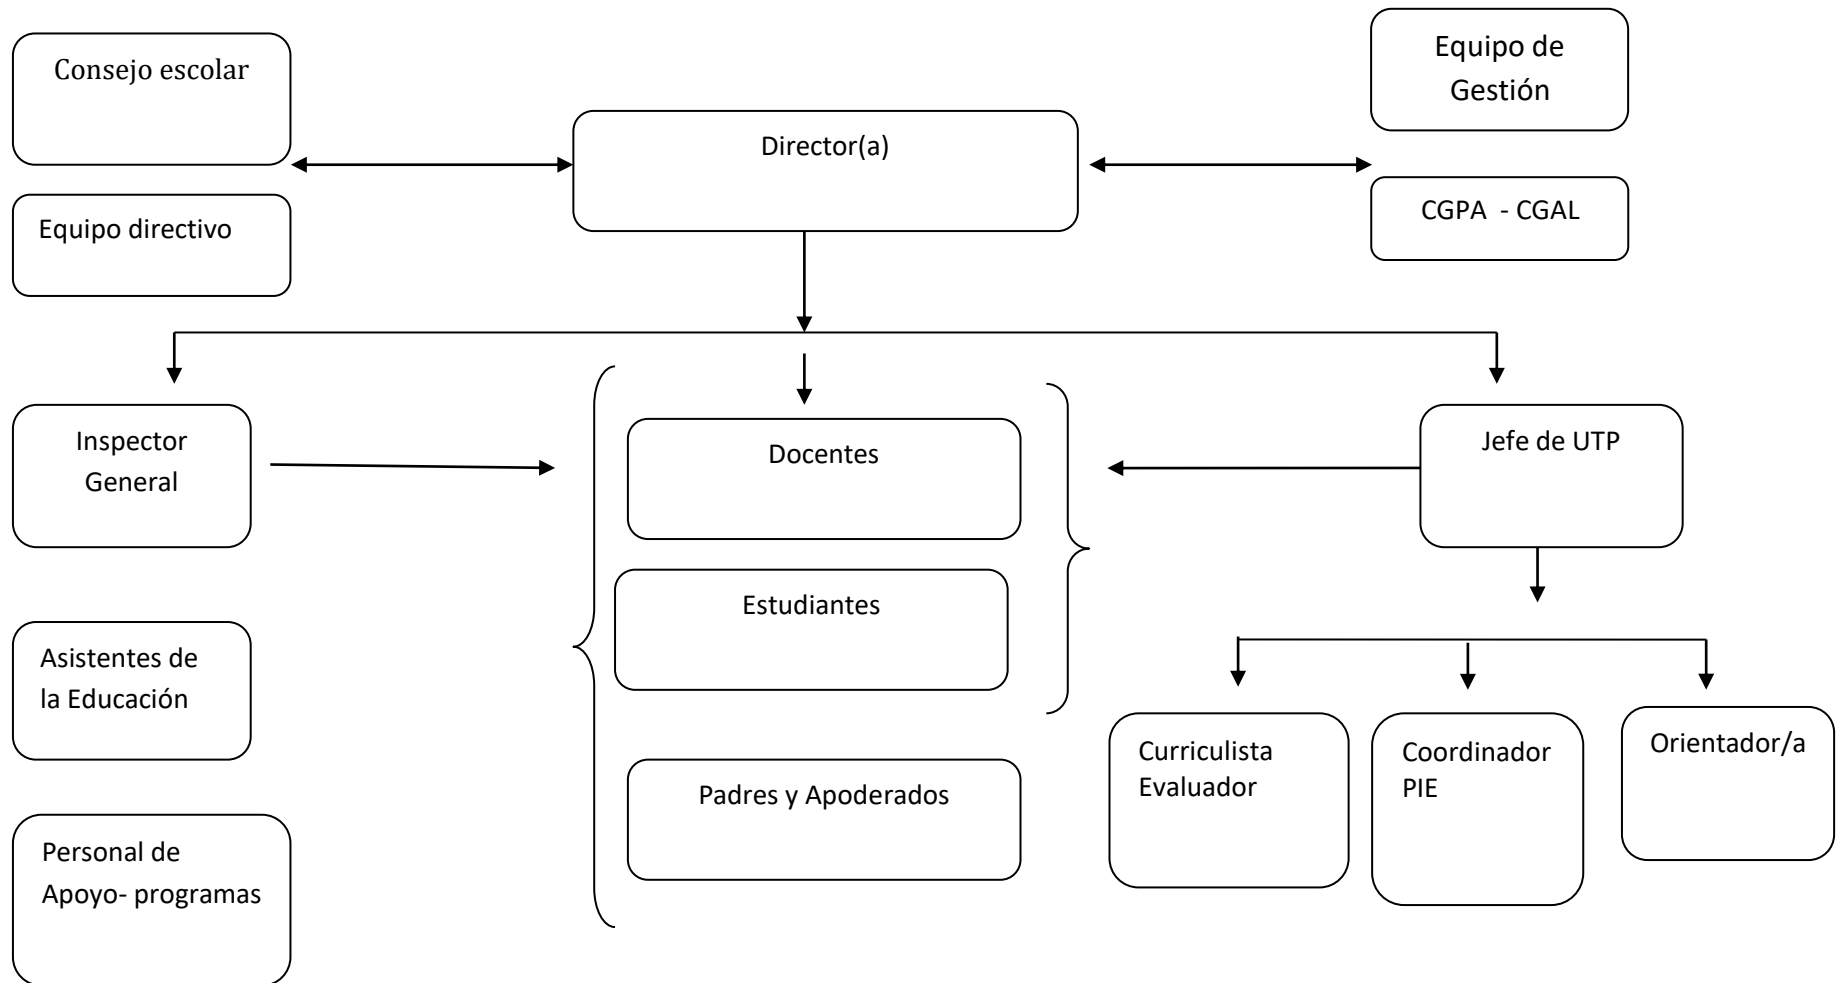 Consejo escolar
Equipo de
Gestión
Director(a)
Equipo directivo
CGPA  - CGAL
Inspector
General
Docentes
Jefe de UTP
Estudiantes
Asistentes de
la Educación
Padres y Apoderados
Curriculista
Evaluador
Coordinador
PIE
Orientador/a
Personal de
Apoyo- programas